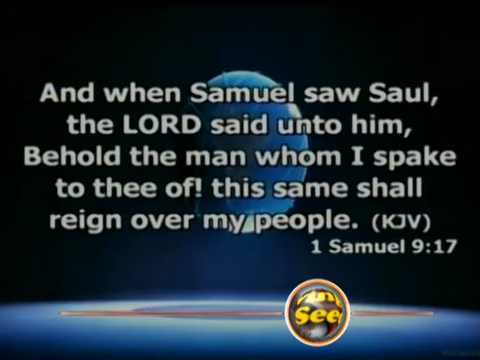 And when Samuel saw Saul,
the LORD said unto him,
Behold the man whom I spake
to thee of! this same shall
reign over my people. (KJV)
1 Samuel 9:17
See